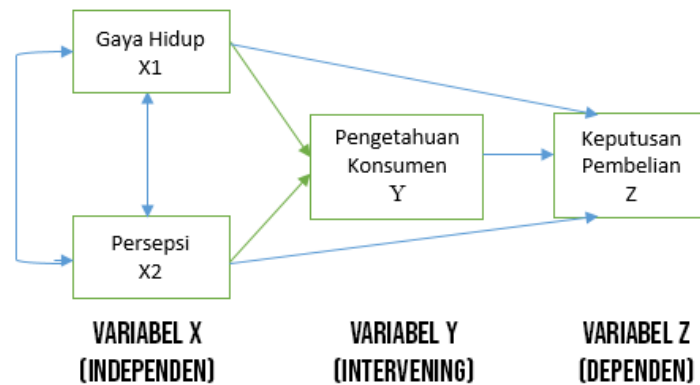 Gaya Hidup
X1
Pengetahuan
Konsumen
Y
Keputusan
Pembelian
Z
Persepsi
X2
VARIABEL X
(INDEPENDEN)
VARIABEL Y
(INTERVENING)
VARIABEL Z
(DEPENDEN)